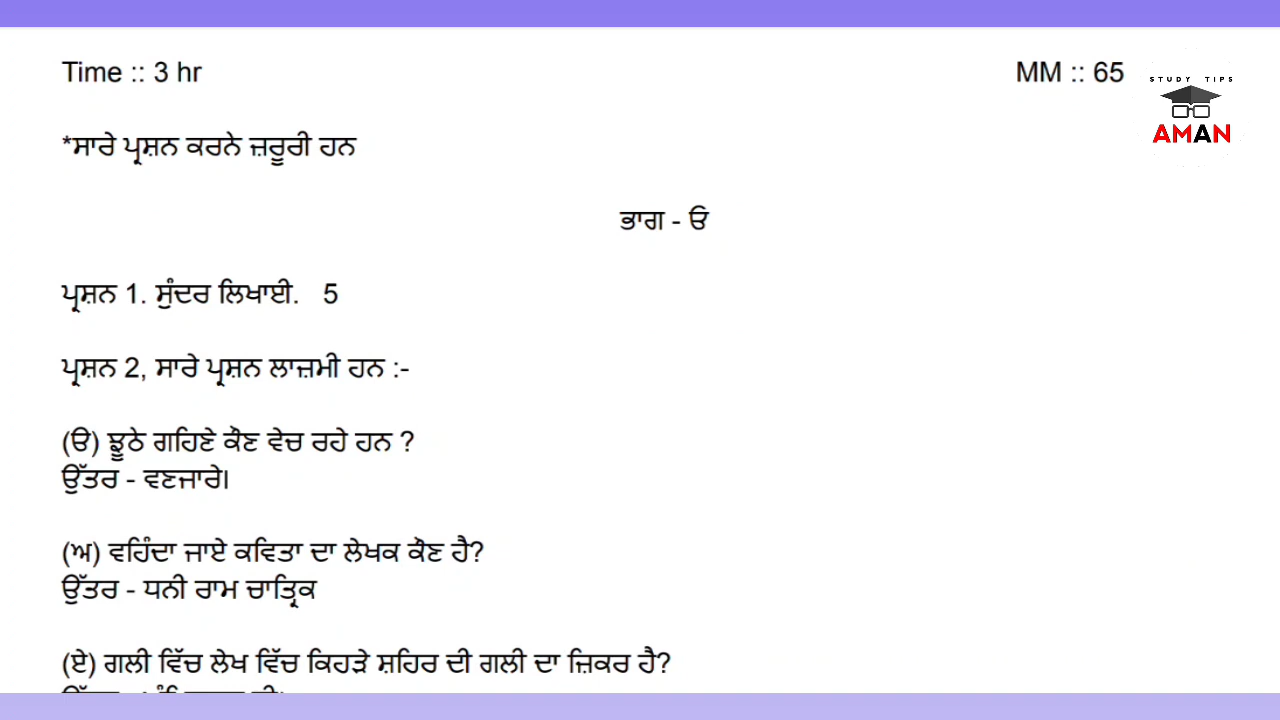 Time :: 3 hr MM :: 65
STUDY TIPS
AMAN
*ਸਾਰੇ ਪ੍ਰਸ਼ਨ ਕਰਨੇ ਜ਼ਰੂਰੀ ਹਨ
ਭਾਗ - ਓ
ਪ੍ਰਸ਼ਨ 1. ਸੁੰਦਰ ਲਿਖਾਈ. 5
ਪ੍ਰਸ਼ਨ 2, ਸਾਰੇ ਪ੍ਰਸ਼ਨ ਲਾਜ਼ਮੀ ਹਨ :-
(ੳ) ਝੂਠੇ ਗਹਿਣੇ ਕੌਣ ਵੇਚ ਰਹੇ ਹਨ ?
ਉੱਤਰ - ਵਣਜਾਰੇ।
(ਅ) ਵਹਿੰਦਾ ਜਾਏ ਕਵਿਤਾ ਦਾ ਲੇਖਕ ਕੌਣ ਹੈ?
ਉੱਤਰ - ਧਨੀ ਰਾਮ ਚਾਤ੍ਰਿਕ
(ਏ) ਗਲੀ ਵਿੱਚ ਲੇਖ ਵਿੱਚ ਕਿਹੜੇ ਸ਼ਹਿਰ ਦੀ ਗਲੀ ਦਾ ਜ਼ਿਕਰ ਹੈ?